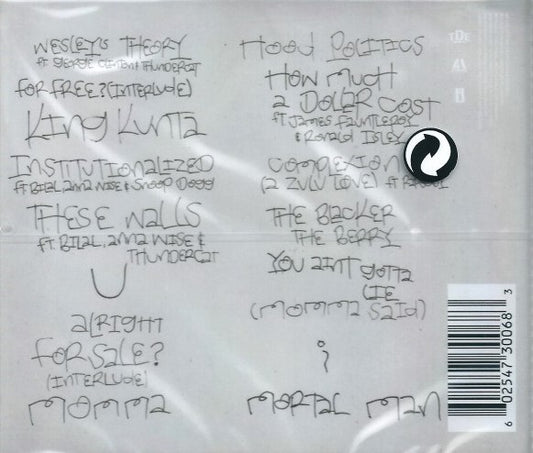 WESLEYS THEORY
ft GEORGE CLINTON & THUNDERCAT
FOR FREE? (INTERLUDE)
KING KUNTA
INSTITUTIONALIZED
ft BILAL, anna WISE & SNOOP DOGG
THESE WALLS
ft. BILAL, anna WISE &
THUNDERCAT
U
aLRIGHT
FOR SALE?
(INTERLUDE)
MOMMA
HOOD POLITICS
HOW MUCH
a DOLLAR COST
ft JAMES FAUNTLEROY
& RONALD ISLEY
COMPLEXION
(a ZULU LOVE) ft
THE BLACKER
THE BERRY
YOU aINT gOTTa
LIE
(MOMMA SaID)
i
MORTAL MAN
TDE
6 02547 30068 3